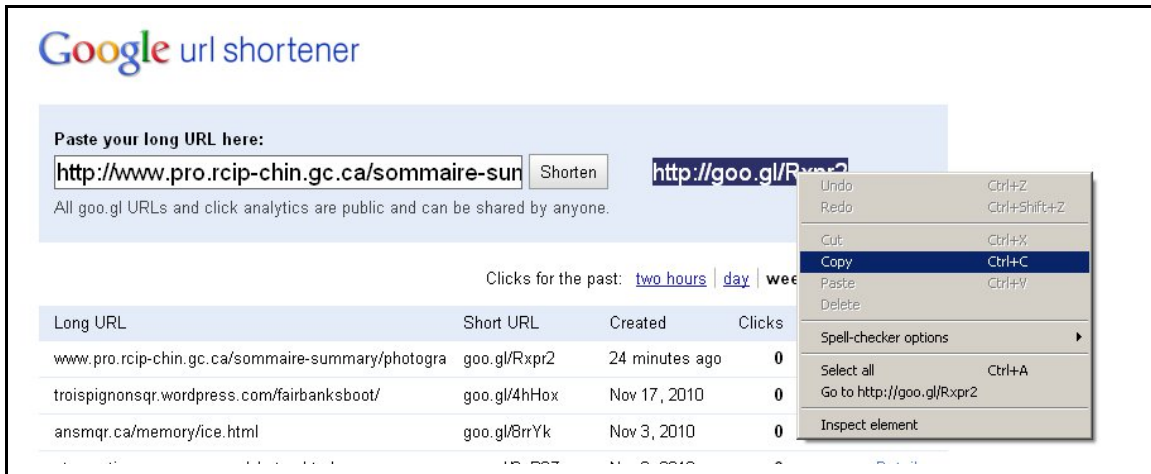 Google url shortener
Paste your long URL here:
http://www.pro.rcip-chin.gc.ca/sommaire-sum Shorten http://goo.gl/Rxpr2
All goo.gl URLs and click analytics are public and can be shared by anyone.
Undo Ctrl+Z
Redo Ctrl+Shift+Z
Cut Ctrl+X
Copy Ctrl+C
Paste Ctrl+V
Delete
Spell-checker options
Select all Ctrl+A
Go to http://goo.gl/Rxpr2
Inspect element
Clicks for the past: two hours | day | wee
Long URL Short URL Created Clicks
www.pro.rcip-chin.gc.ca/sommaire-summary/photogra goo.gl/Rxpr2 24 minutes ago 0
troispignonsqr.wordpress.com/fairbanksboot/ goo.gl/4hHox Nov 17, 2010 0
ansmqr.ca/memory/ice.html goo.gl/8rrYk Nov 3, 2010 0